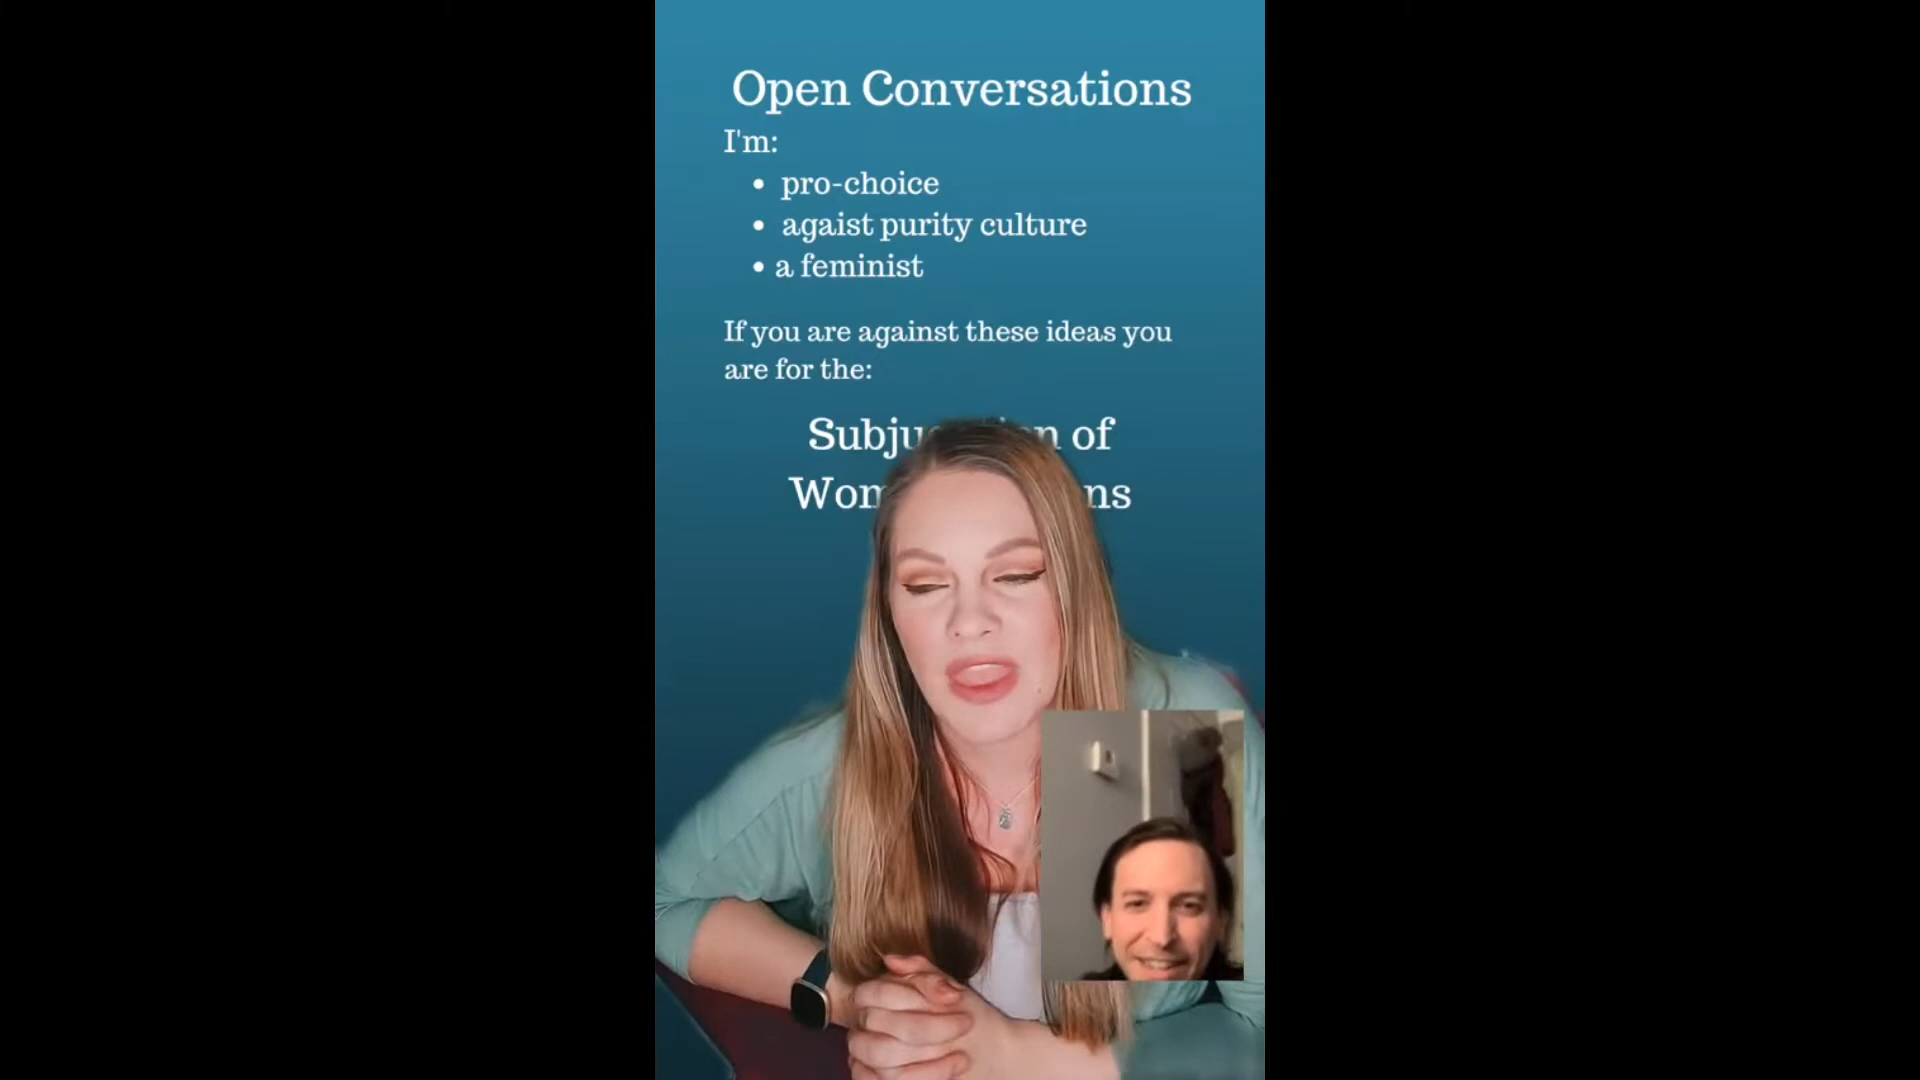 Open Conversations
I'm:
• pro-choice
• agaist purity culture
• a feminist
If you are against these ideas you
are for the:
of